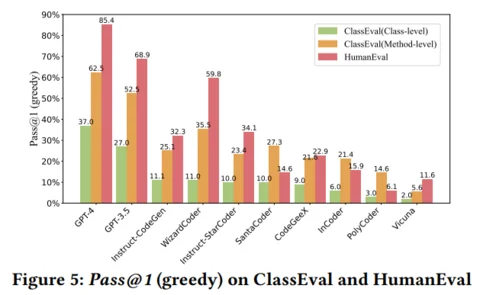 90%
80%
70%
60%
50%
40%
30%
20%
10%
0%
Pass@1 (greedy)
ClassEval(Class-level)
ClassEval(Method-level)
HumanEval
37.0 62.5 85.4
27.0 52.5 68.9
11.1 25.1 32.3
11.0 35.5 59.8
10.0 23.4 34.1
10.0 27.3 14.6
9.0 21.8 22.9
6.0 21.4 15.9
3.0 14.6 6.1
2.0 5.6 11.6
GPT-4
GPT-3.5
Instruct-CodeGen
WizardCoder
Instruct-StarCoder
SantaCoder
CodeGeeX
InCoder
PolyCoder
Vicuna
Figure 5: Pass@1 (greedy) on ClassEval and HumanEval